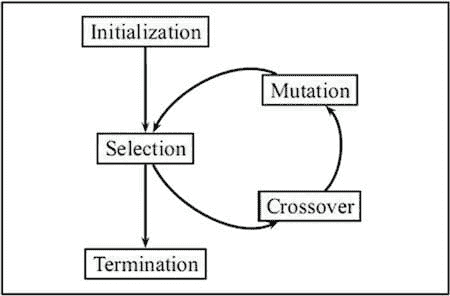 Initialization
Mutation
Selection
Crossover
Termination